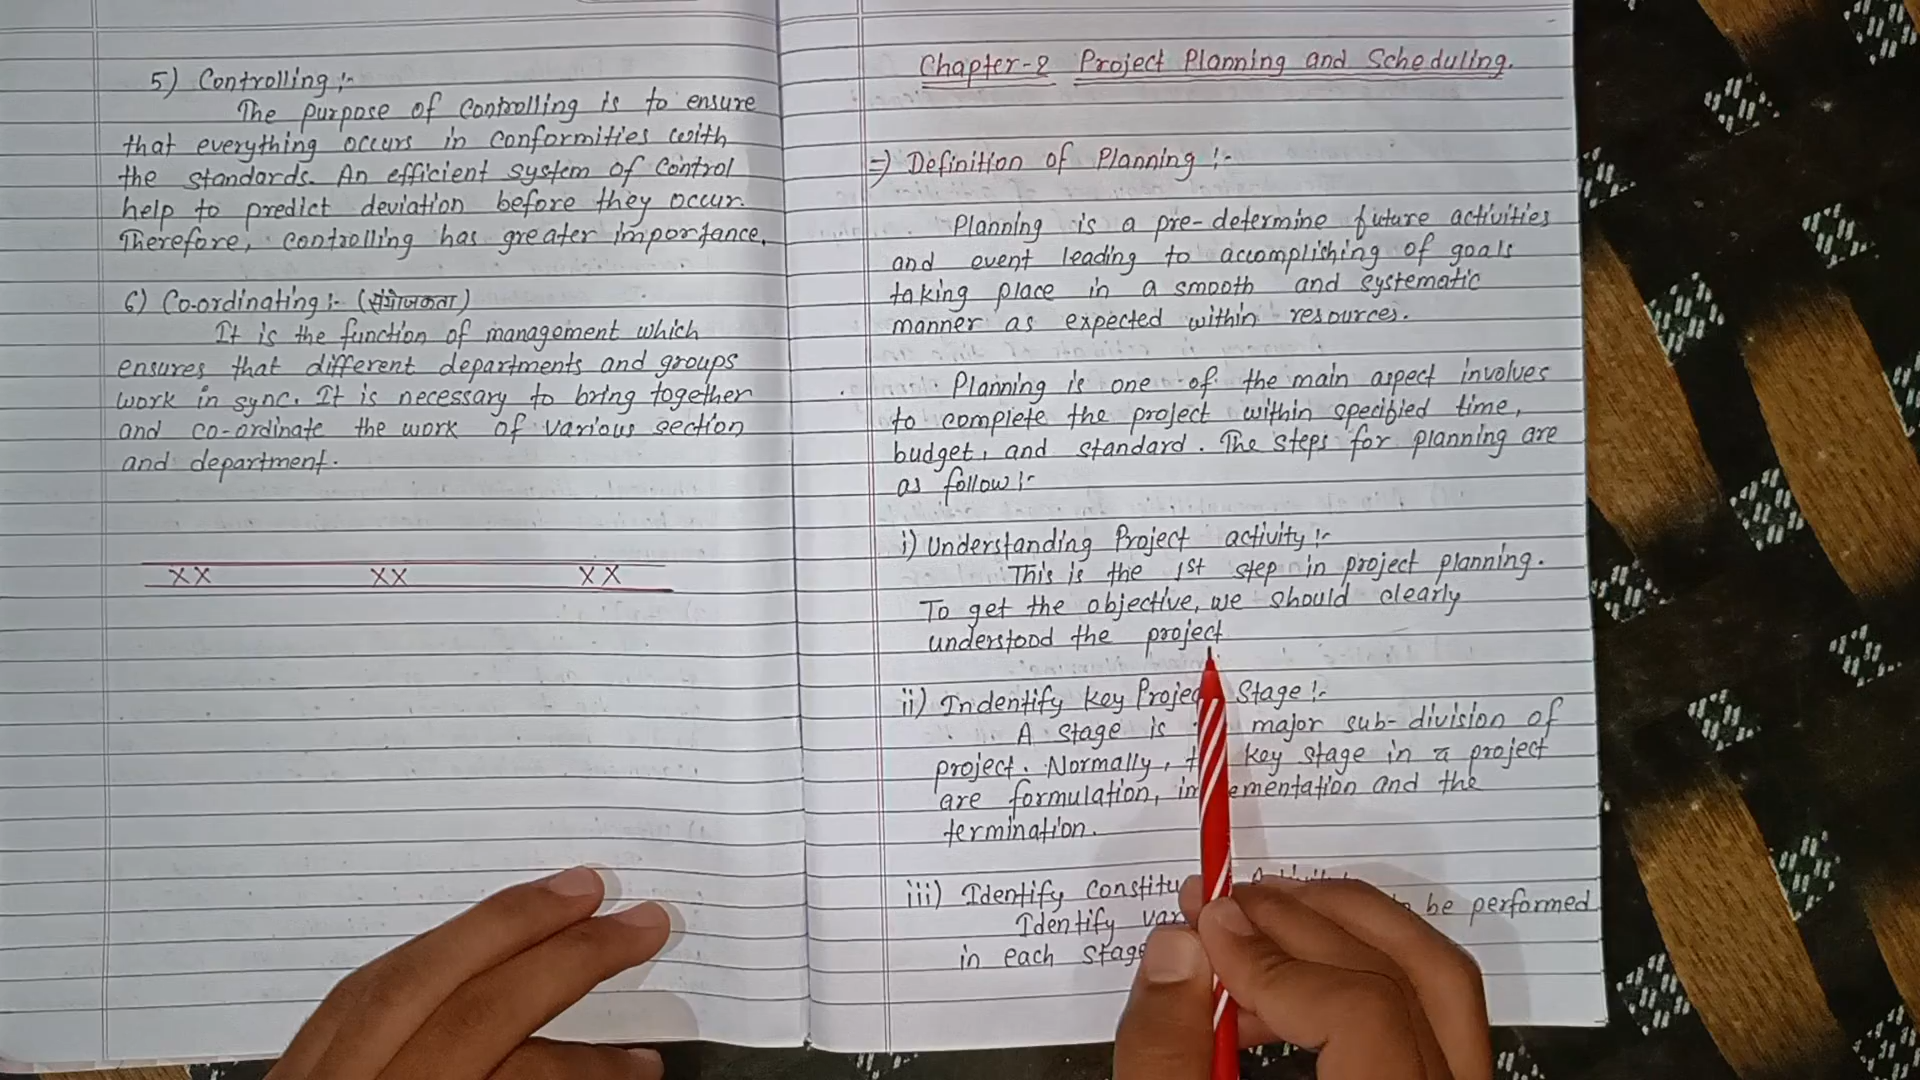 5) Controlling :-
The purpose of Controlling is to ensure
that everything occurs in conformities with
the standards. An efficient system of Control
help to predict deviation before they occur.
Therefore, controlling has greater importance.
6) Co-ordinating :- (संयोजकता)
It is the function of management which
ensures that different departments and groups
work in sync. It is necessary to bring together
and co-ordinate the work of various section
and department.
XX XX XX
Chapter-2 Project Planning and Scheduling.
=> Definition of Planning :-
Planning is a pre-determine future activities
and event leading to accomplishing of goals
taking place in a smooth and systematic
manner as expected within resources.
Planning is one of the main aspect involves
to complete the project within specified time,
budget, and standard. The steps for planning are
as follow :-
i) Understanding Project activity :-
This is the 1st step in project planning.
To get the objective, we should clearly
understood the project
ii) Indentify key Project Stage :-
A stage is major sub-division of
project. Normally, key stage in a project
are formulation, and the
termination.
iii) Identify
Identify be performed
in each